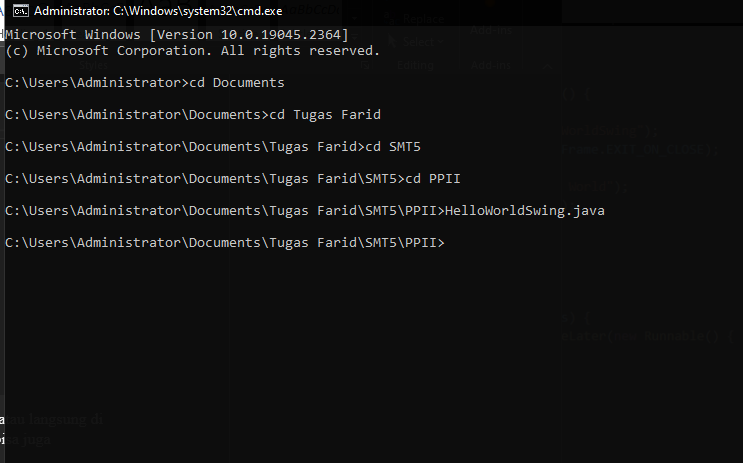 Administrator: C:\Windows\system32\cmd.exe
Microsoft Windows [Version 10.0.19045.2364]
(c) Microsoft Corporation. All rights reserved.
C:\Users\Administrator>cd Documents
C:\Users\Administrator\Documents>cd Tugas Farid
C:\Users\Administrator\Documents\Tugas Farid>cd SMT5
C:\Users\Administrator\Documents\Tugas Farid\SMT5>cd PPII
C:\Users\Administrator\Documents\Tugas Farid\SMT5\PPII>HelloWorldSwing.java
C:\Users\Administrator\Documents\Tugas Farid\SMT5\PPII>
langsung di
juga